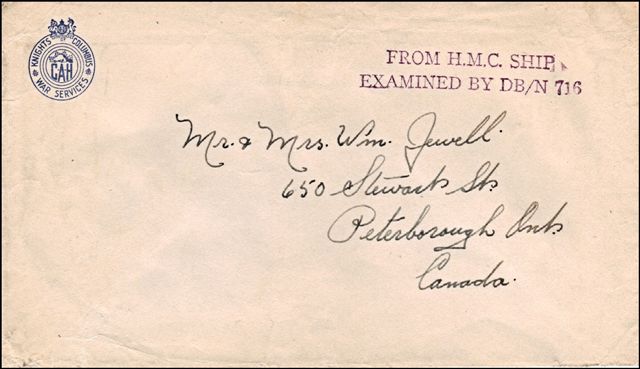 KNIGHTS OF COLUMBUS
CAH
WAR SERVICES
FROM H.M.C. SHIP
EXAMINED BY DB/N 716
Mr. & Mrs. Wm. Jewell.
650 Stewart St.
Peterborough Ont.
Canada.